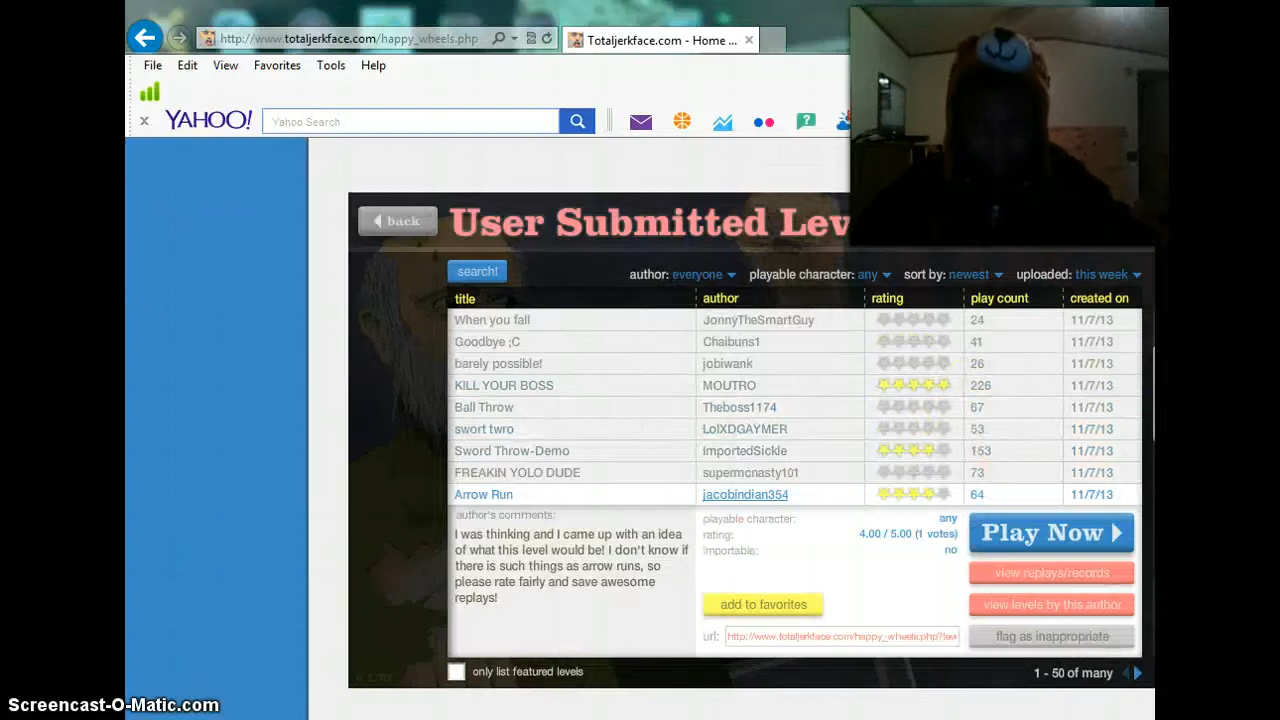 http://www.totaljerkface.com/happy_wheels.php
Totaljerkface.com - Home ...
File Edit View Favorites Tools Help
YAHOO! Yahoo Search
back
User Submitted Lev
search! author: everyone playable character: any sort by: newest uploaded: this week
title author rating play count created on
When you fall JonnyTheSmartGuy 24 11/7/13
Goodbye ;C Chaibuns1 41 11/7/13
barely possible! jobiwank 26 11/7/13
KILL YOUR BOSS MOUTRO 226 11/7/13
Ball Throw Theboss1174 67 11/7/13
swort twro LolXDGAYMER 53 11/7/13
Sword Throw-Demo ImportedSickle 153 11/7/13
FREAKIN YOLO DUDE supermcnasty101 73 11/7/13
Arrow Run jacobindian354 64 11/7/13
author's comments:
I was thinking and I came up with an idea
of what this level would be! I don't know if
there is such things as arrow runs, so
please rate fairly and save awesome
replays!
playable character: any
rating: 4.00 / 5.00 (1 votes)
importable: no
add to favorites
url: http://www.totaljerkface.com/happy_wheels.php?lev
Play Now
view replays/records
view levels by this author
flag as inappropriate
only list featured levels
1 - 50 of many
Screencast-O-Matic.com